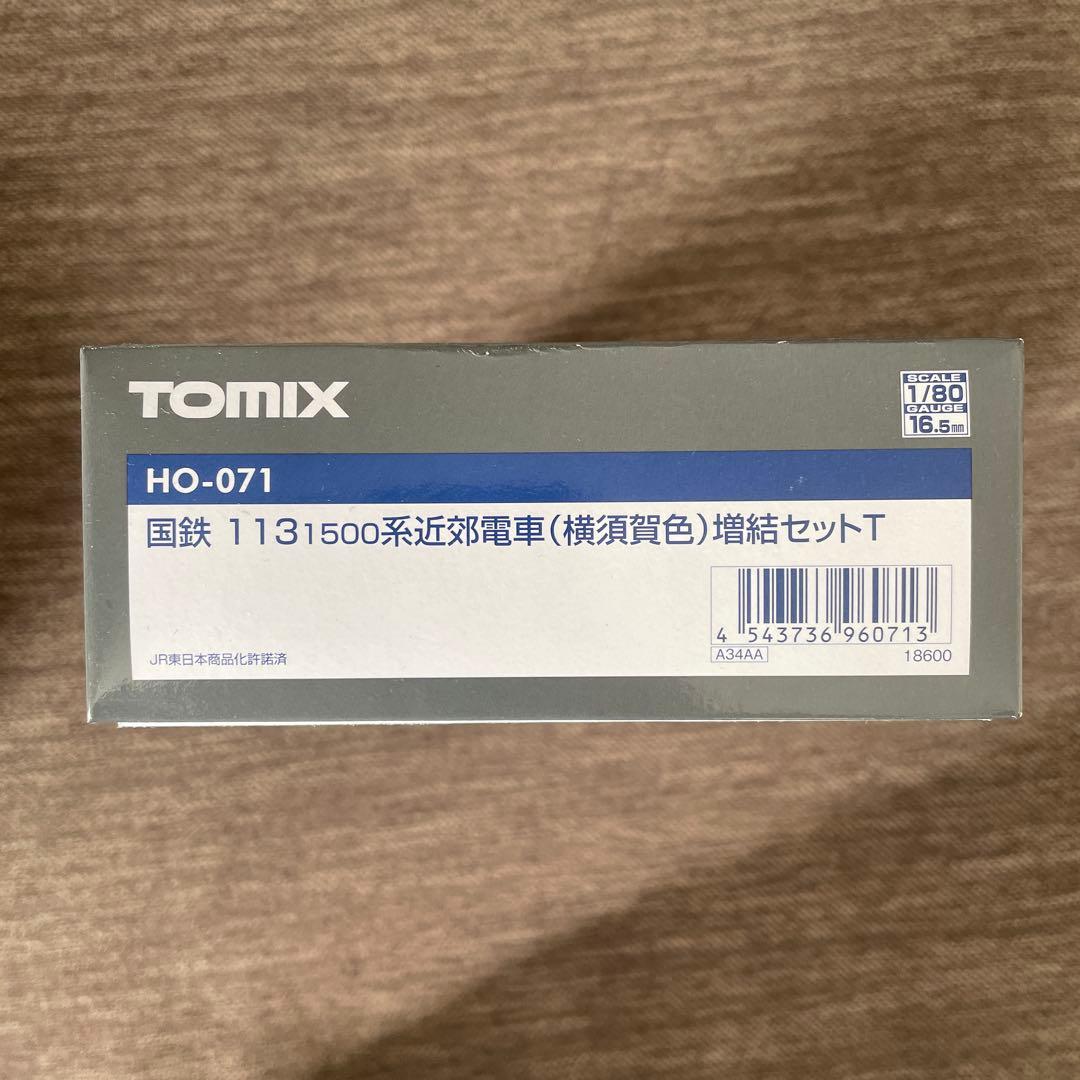 TOMIX
SCALE
1/80
GAUGE
16.5mm
HO-071
国鉄 1131500系近郊電車(横須賀色)増結セットT
4 543736 960713
A34AA
18600
JR東日本商品化許諾済